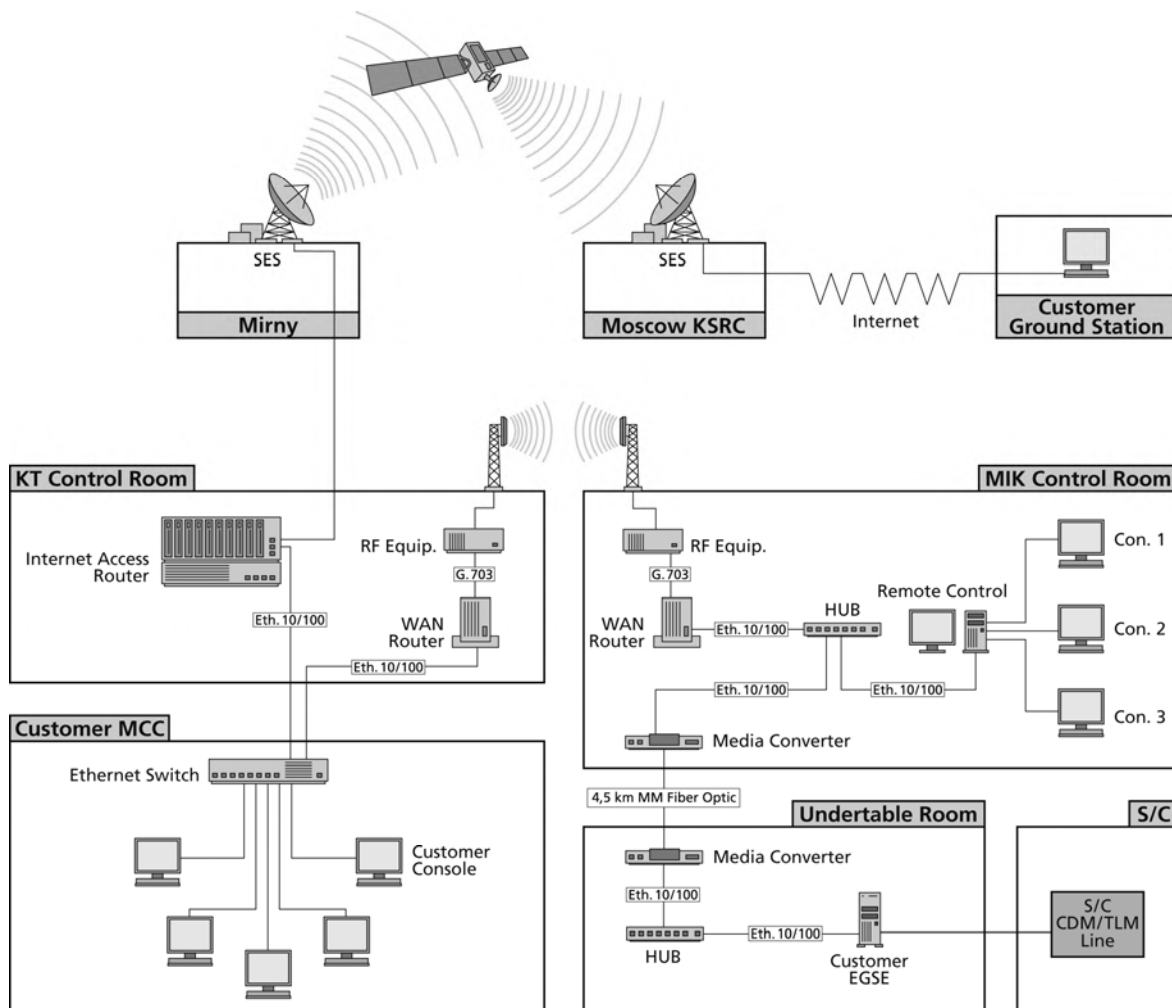 SES
SES
Mirny
Moscow KSRC
Internet
Customer
Ground Station
KT Control Room
MIK Control Room
Internet Access
Router
RF Equip.
G.703
WAN
Router
Eth. 10/100
Eth. 10/100
RF Equip.
G.703
WAN
Router
Eth. 10/100
HUB
Remote Control
Con. 1
Con. 2
Con. 3
Eth. 10/100
Eth. 10/100
Media Converter
Customer MCC
Ethernet Switch
Customer
Console
4,5 km MM Fiber Optic
Undertable Room
S/C
Media Converter
Eth. 10/100
HUB
Eth. 10/100
Customer
EGSE
S/C
CDM/TLM
Line